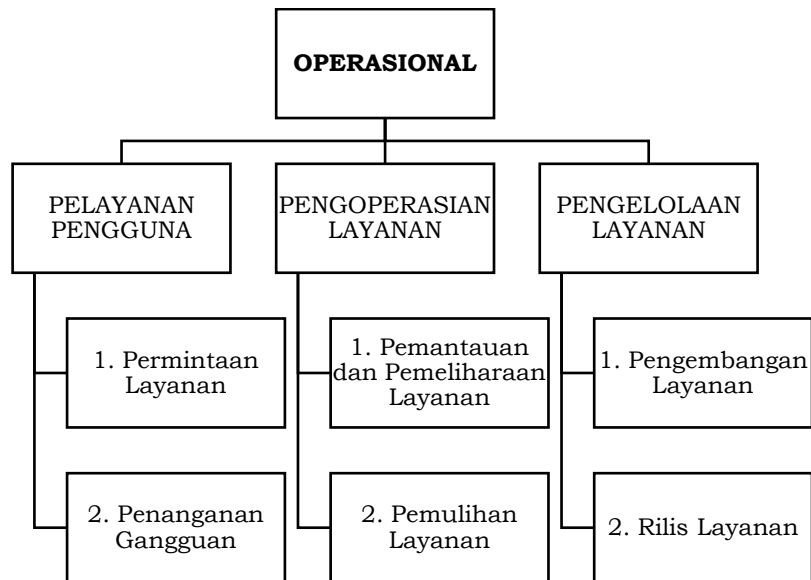 OPERASIONAL
PELAYANAN
PENGGUNA
PENGOPERASIAN
LAYANAN
PENGELOLAAN
LAYANAN
1. Permintaan
Layanan
1. Pemantauan
dan Pemeliharaan
Layanan
1. Pengembangan
Layanan
2. Penanganan
Gangguan
2. Pemulihan
Layanan
2. Rilis Layanan